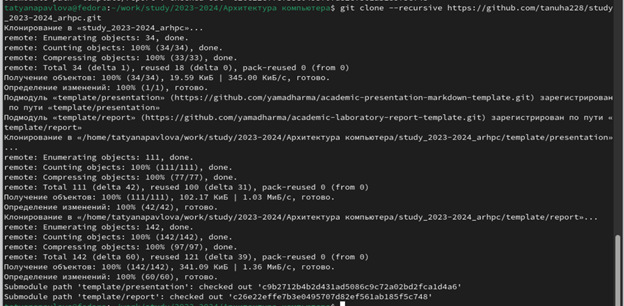 tatyanapavlova@fedora:~/work/study/2023-2024/Архитектура компьютера$ git clone --recursive https://github.com/tanuha228/study
_2023-2024_arhpc.git
Клонирование в «study_2023-2024_arhpc»...
remote: Enumerating objects: 34, done.
remote: Counting objects: 100% (34/34), done.
remote: Compressing objects: 100% (33/33), done.
remote: Total 34 (delta 1), reused 18 (delta 0), pack-reused 0 (from 0)
Получение объектов: 100% (34/34), 19.59 КиБ | 345.00 КиБ/с, готово.
Определение изменений: 100% (1/1), готово.
Подмодуль «template/presentation» (https://github.com/yamadharma/academic-presentation-markdown-template.git) зарегистрирован
по пути «template/presentation»
Подмодуль «template/report» (https://github.com/yamadharma/academic-laboratory-report-template.git) зарегистрирован по пути «
template/report»
Клонирование в «/home/tatyanapavlova/work/study/2023-2024/Архитектура компьютера/study_2023-2024_arhpc/template/presentation»
...
remote: Enumerating objects: 111, done.
remote: Counting objects: 100% (111/111), done.
remote: Compressing objects: 100% (77/77), done.
remote: Total 111 (delta 42), reused 100 (delta 31), pack-reused 0 (from 0)
Получение объектов: 100% (111/111), 102.17 КиБ | 1.03 МиБ/с, готово.
Определение изменений: 100% (42/42), готово.
Клонирование в «/home/tatyanapavlova/work/study/2023-2024/Архитектура компьютера/study_2023-2024_arhpc/template/report»...
remote: Enumerating objects: 142, done.
remote: Counting objects: 100% (142/142), done.
remote: Compressing objects: 100% (97/97), done.
remote: Total 142 (delta 60), reused 121 (delta 39), pack-reused 0 (from 0)
Получение объектов: 100% (142/142), 341.09 КиБ | 1.36 МиБ/с, готово.
Определение изменений: 100% (60/60), готово.
Submodule path 'template/presentation': checked out 'c9b2712b4b2d431ad5086c9c72a02bd2fca1d4a6'
Submodule path 'template/report': checked out 'c26e22effe7b3e0495707d82ef561ab185f5c748'